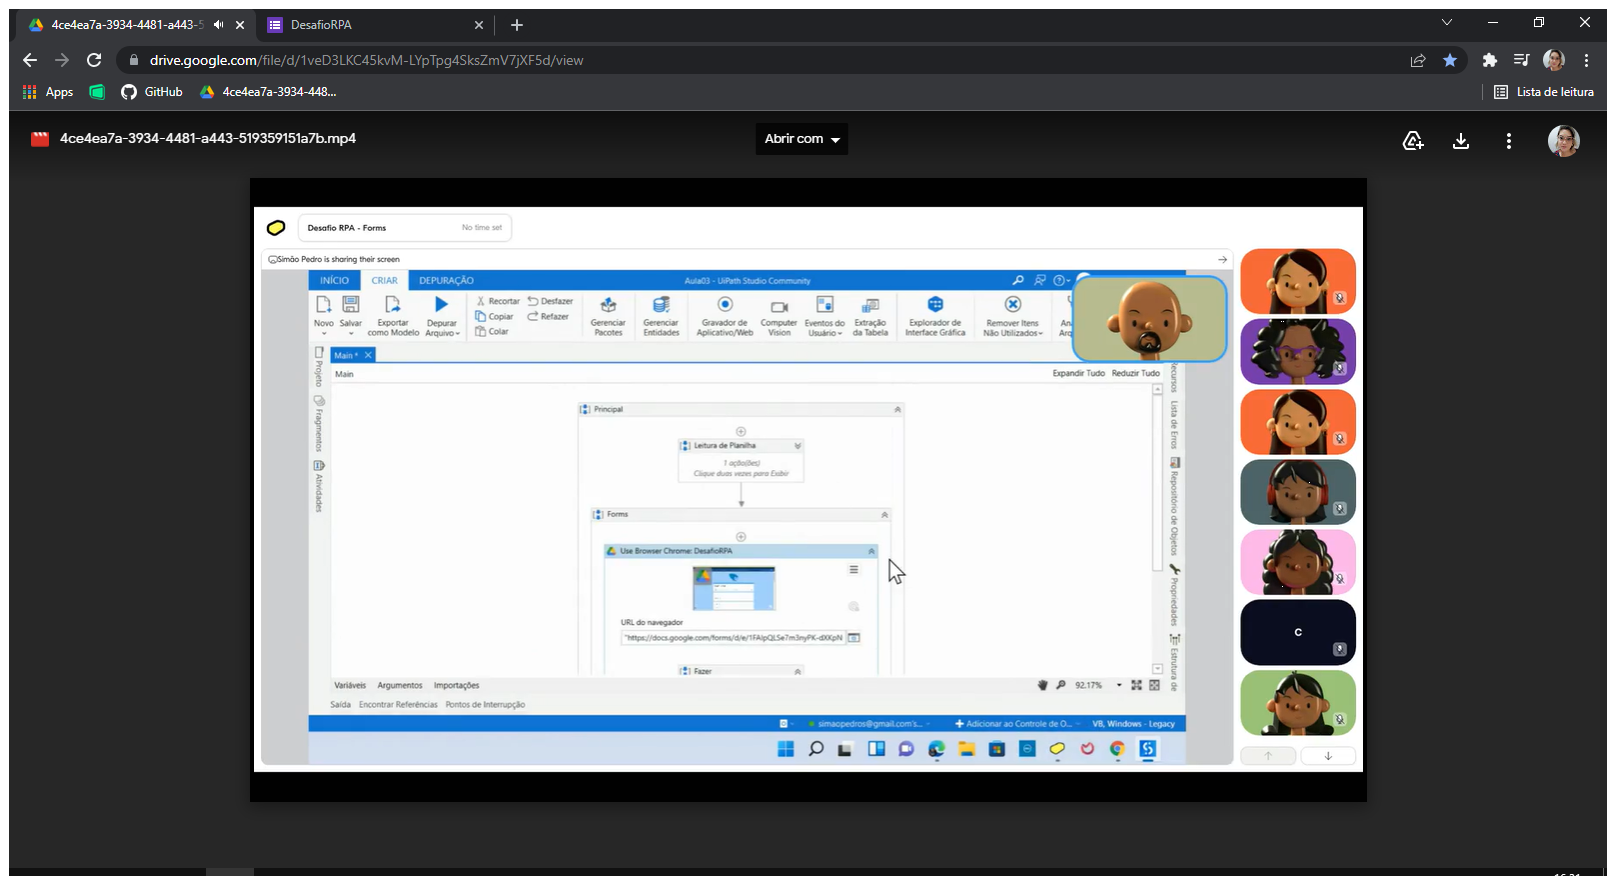 4ce4ea7a-3934-4481-a443-5
DesafioRPA
drive.google.com/file/d/1veD3LKC45kvM-LYpTpg4SksZmV7jXF5d/view
Apps
GitHub
4ce4ea7a-3934-448...
Lista de leitura
4ce4ea7a-3934-4481-a443-519359151a7b.mp4
Abrir com
Desafio RPA - Forms
No time set
Simão Pedro is sharing their screen
INÍCIO
CRIAR
DEPURAÇÃO
Aula03 - UiPath Studio Community
Novo
Salvar
Exportar como Modelo
Depurar Arquivo
Recortar
Copiar
Colar
Desfazer
Refazer
Gerenciar Pacotes
Gerenciar Entidades
Gravador de Aplicativo/Web
Computer Vision
Eventos do Usuário
Extração da Tabela
Explorador de Interface Gráfica
Remover Itens Não Utilizados
Main *
Main
Expandir Tudo
Reduzir Tudo
Projeto
Fragmentos
Atividades
Principal
Leitura de Planilha
1 ação(ões)
Clique duas vezes para Exibir
Forms
Use Browser Chrome: DesafioRPA
URL do navegador
"https://docs.google.com/forms/d/e/1FAIpQLSe7m3nyPK-dXKpN
Fazer
Recursos
Lista de Erros
Repositório de Objetos
Propriedades
Estrutura de
Variáveis
Argumentos
Importações
92.17%
Saída
Encontrar Referências
Pontos de Interrupção
simaopedros@gmail.com's...
Adicionar ao Controle de O...
VB, Windows - Legacy
C